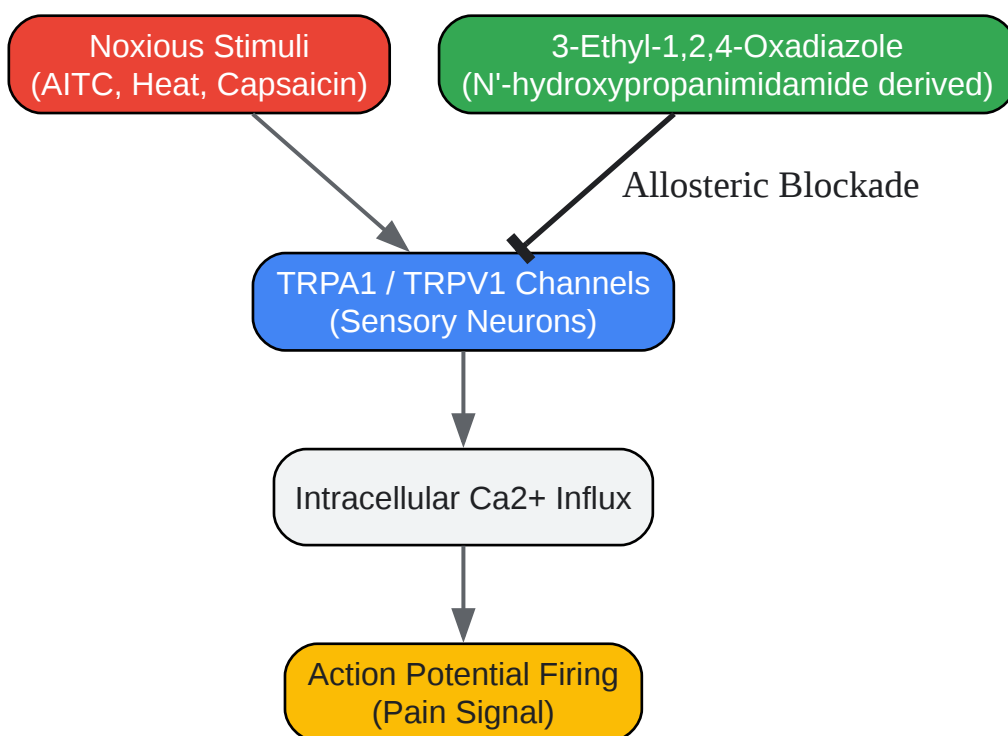 Noxious Stimuli
(AITC, Heat, Capsaicin)
3-Ethyl-1,2,4-Oxadiazole
(N'-hydroxypropanimidamide derived)
Allosteric Blockade
TRPA1 / TRPV1 Channels
(Sensory Neurons)
Intracellular Ca2+ Influx
Action Potential Firing
(Pain Signal)